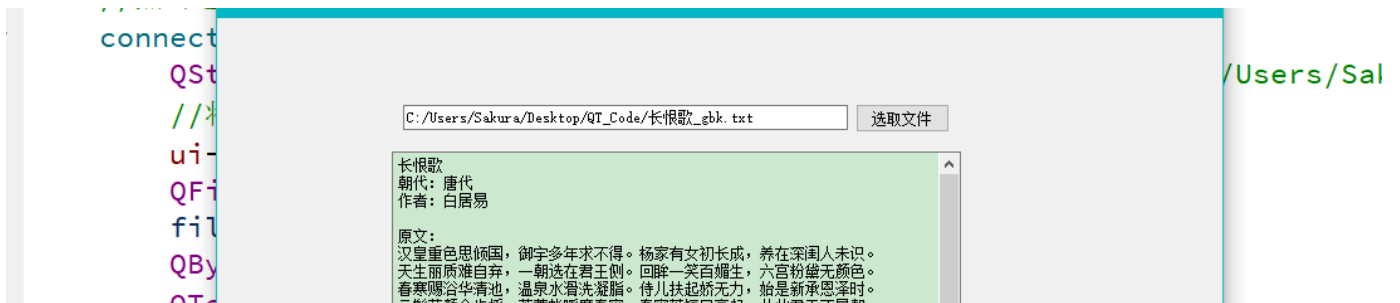 connect
QSt
/Users/Sak
C:/Users/Sakura/Desktop/QT_Code/长恨歌_gbk.txt 选取文件
//
ui-
QFi
fil
QBy
长恨歌
朝代：唐代
作者：白居易
原文：
汉皇重色思倾国，御宇多年求不得。杨家有女初长成，养在深闺人未识。
天生丽质难自弃，一朝选在君王侧。回眸一笑百媚生，六宫粉黛无颜色。
春寒赐浴华清池，温泉水滑洗凝脂。侍儿扶起娇无力，始是新承恩泽时。